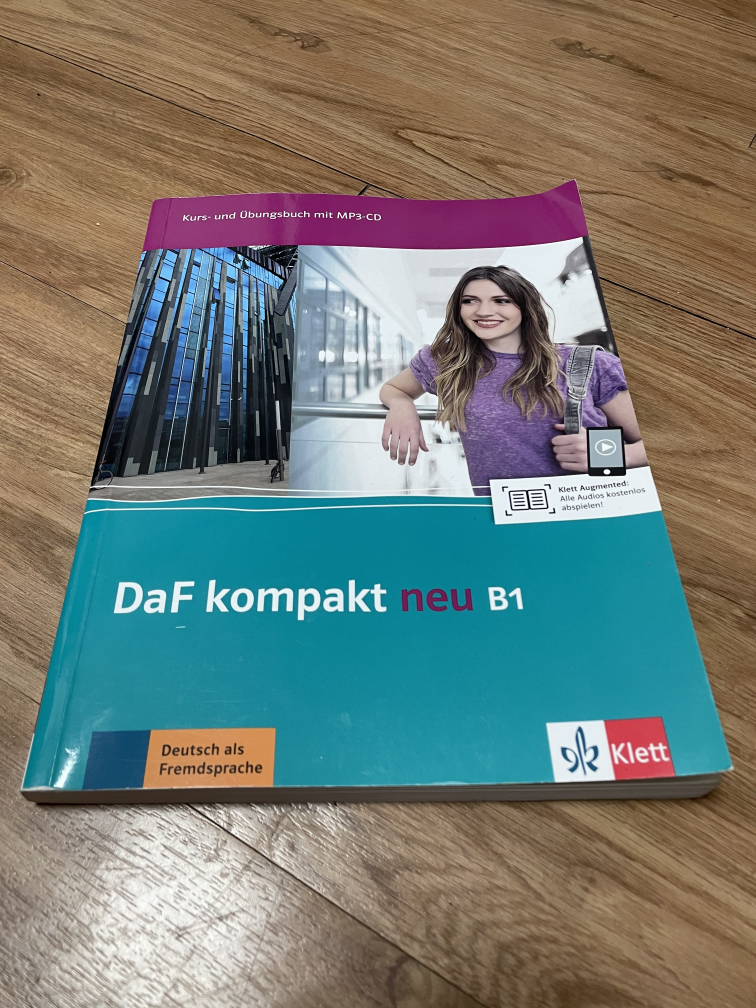 Kurs- und Übungsbuch mit MP3-CD
Klett Augmented:
Alle Audios kostenlos
abspielen!
DaF kompakt neu B1
Deutsch als
Fremdsprache
Klett